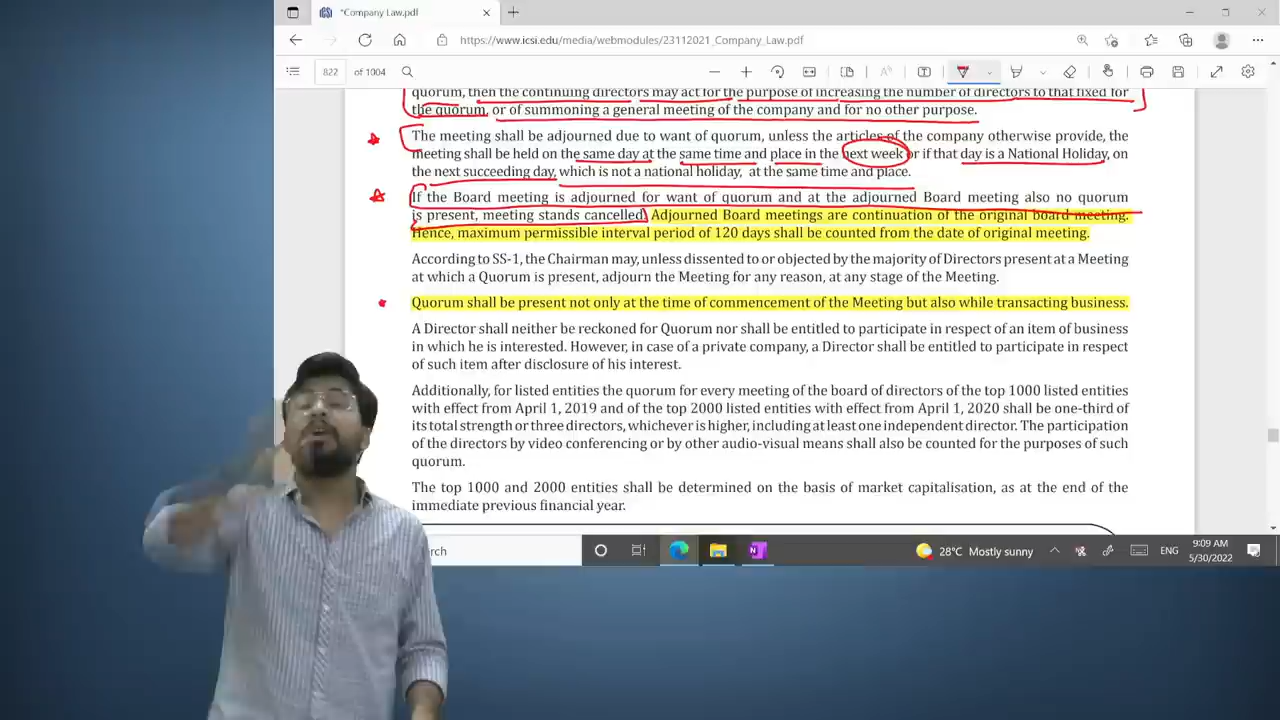 *Company Law.pdf
https://www.icsi.edu/media/webmodules/23112021_Company_Law.pdf
822 of 1004
quorum, then the continuing directors may act for the purpose of increasing the number of directors to that fixed for
the quorum, or of summoning a general meeting of the company and for no other purpose.
The meeting shall be adjourned due to want of quorum, unless the articles of the company otherwise provide, the
meeting shall be held on the same day at the same time and place in the next week or if that day is a National Holiday, on
the next succeeding day, which is not a national holiday, at the same time and place.
If the Board meeting is adjourned for want of quorum and at the adjourned Board meeting also no quorum
is present, meeting stands cancelled. Adjourned Board meetings are continuation of the original board meeting.
Hence, maximum permissible interval period of 120 days shall be counted from the date of original meeting.
According to SS-1, the Chairman may, unless dissented to or objected by the majority of Directors present at a Meeting
at which a Quorum is present, adjourn the Meeting for any reason, at any stage of the Meeting.
Quorum shall be present not only at the time of commencement of the Meeting but also while transacting business.
A Director shall neither be reckoned for Quorum nor shall be entitled to participate in respect of an item of business
in which he is interested. However, in case of a private company, a Director shall be entitled to participate in respect
of such item after disclosure of his interest.
Additionally, for listed entities the quorum for every meeting of the board of directors of the top 1000 listed entities
with effect from April 1, 2019 and of the top 2000 listed entities with effect from April 1, 2020 shall be one-third of
its total strength or three directors, whichever is higher, including at least one independent director. The participation
of the directors by video conferencing or by other audio-visual means shall also be counted for the purposes of such
quorum.
The top 1000 and 2000 entities shall be determined on the basis of market capitalisation, as at the end of the
immediate previous financial year.
28°C Mostly sunny
ENG
9:09 AM
5/30/2022